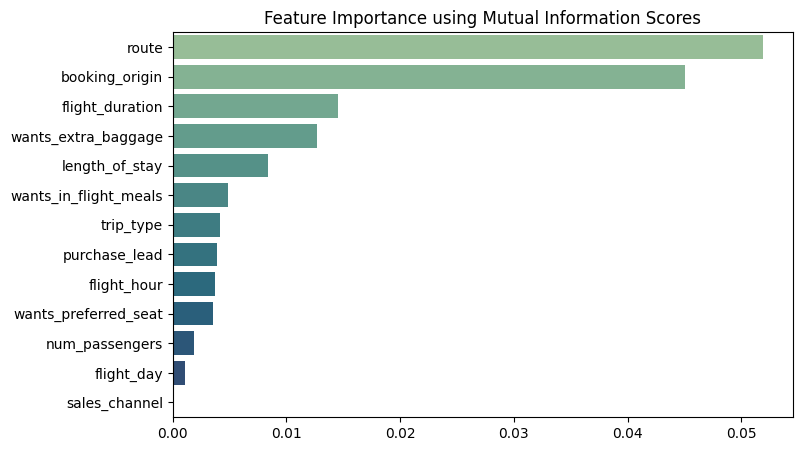 Feature Importance using Mutual Information Scores
route
booking_origin
flight_duration
wants_extra_baggage
length_of_stay
wants_in_flight_meals
trip_type
purchase_lead
flight_hour
wants_preferred_seat
num_passengers
flight_day
sales_channel
0.00 0.01 0.02 0.03 0.04 0.05